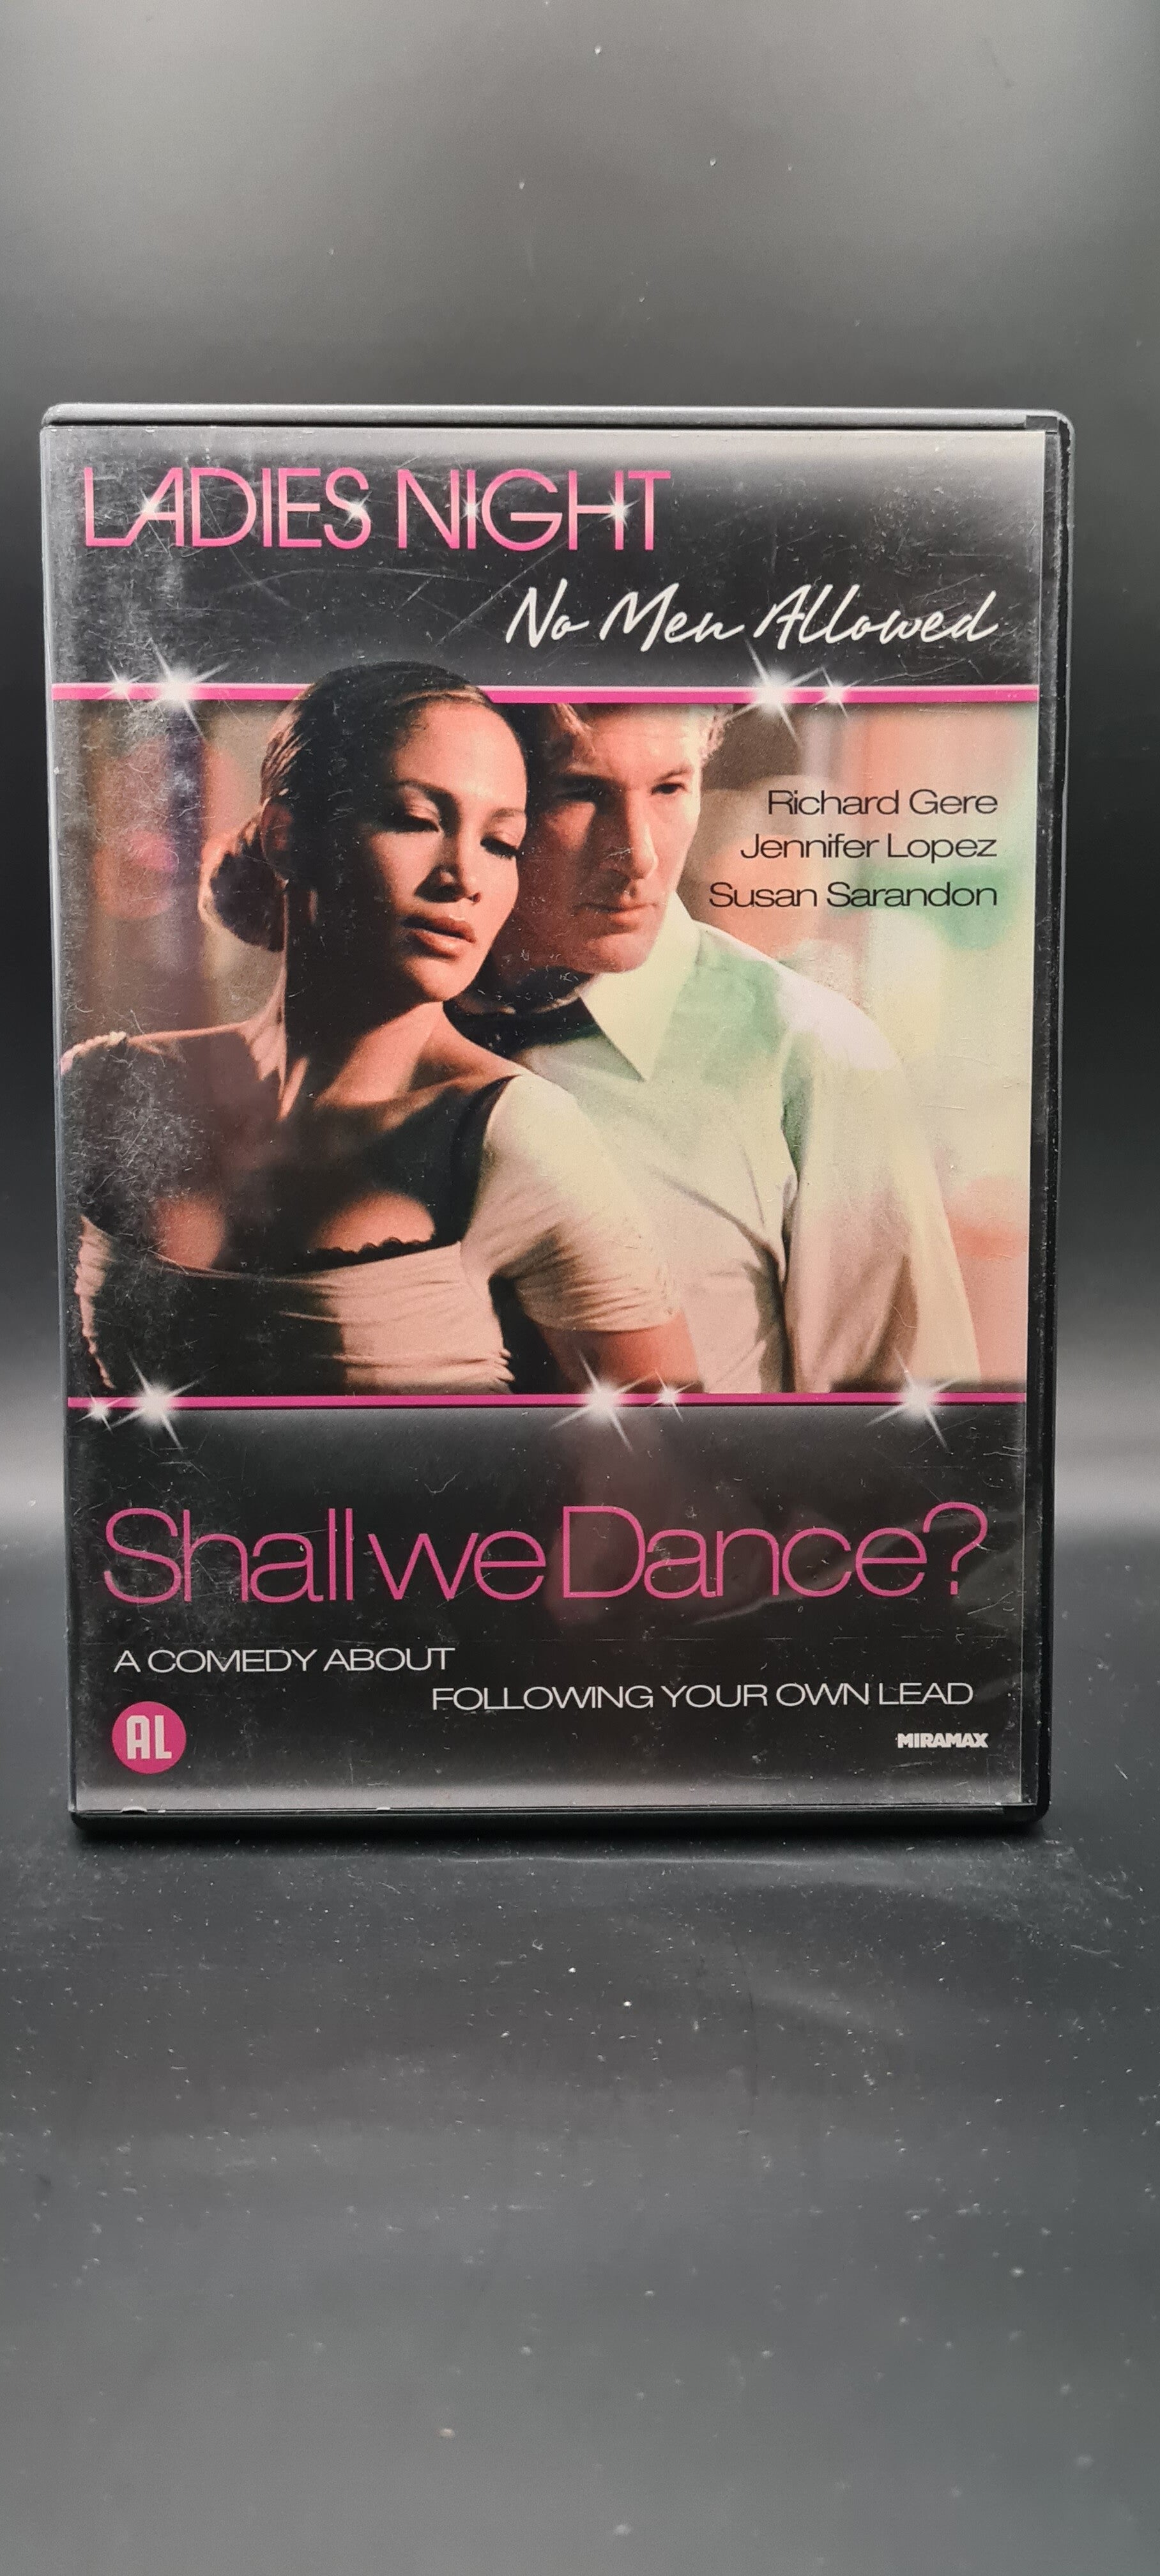 LADIES NIGHT
No Men Allowed
Richard Gere
Jennifer Lopez
Susan Sarandon
Shall we Dance?
A COMEDY ABOUT
FOLLOWING YOUR OWN LEAD
AL
MIRAMAX